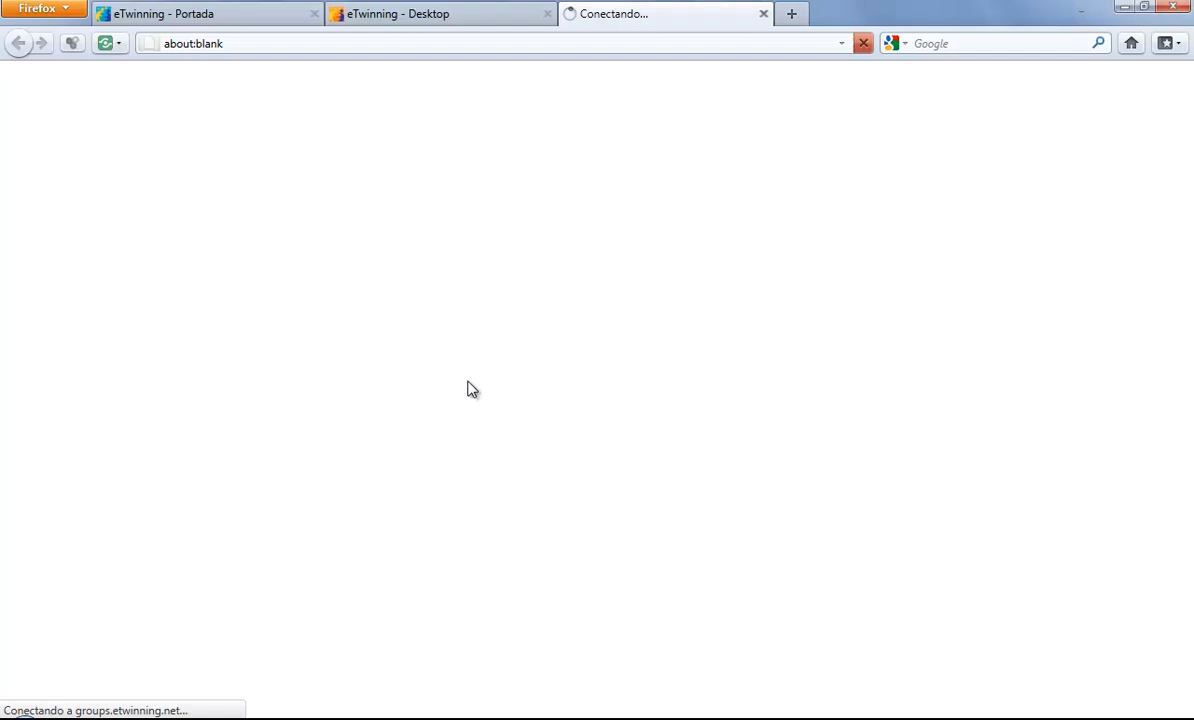 Firefox
eTwinning - Portada
eTwinning - Desktop
Conectando...
about:blank
Google
Conectando a groups.etwinning.net...